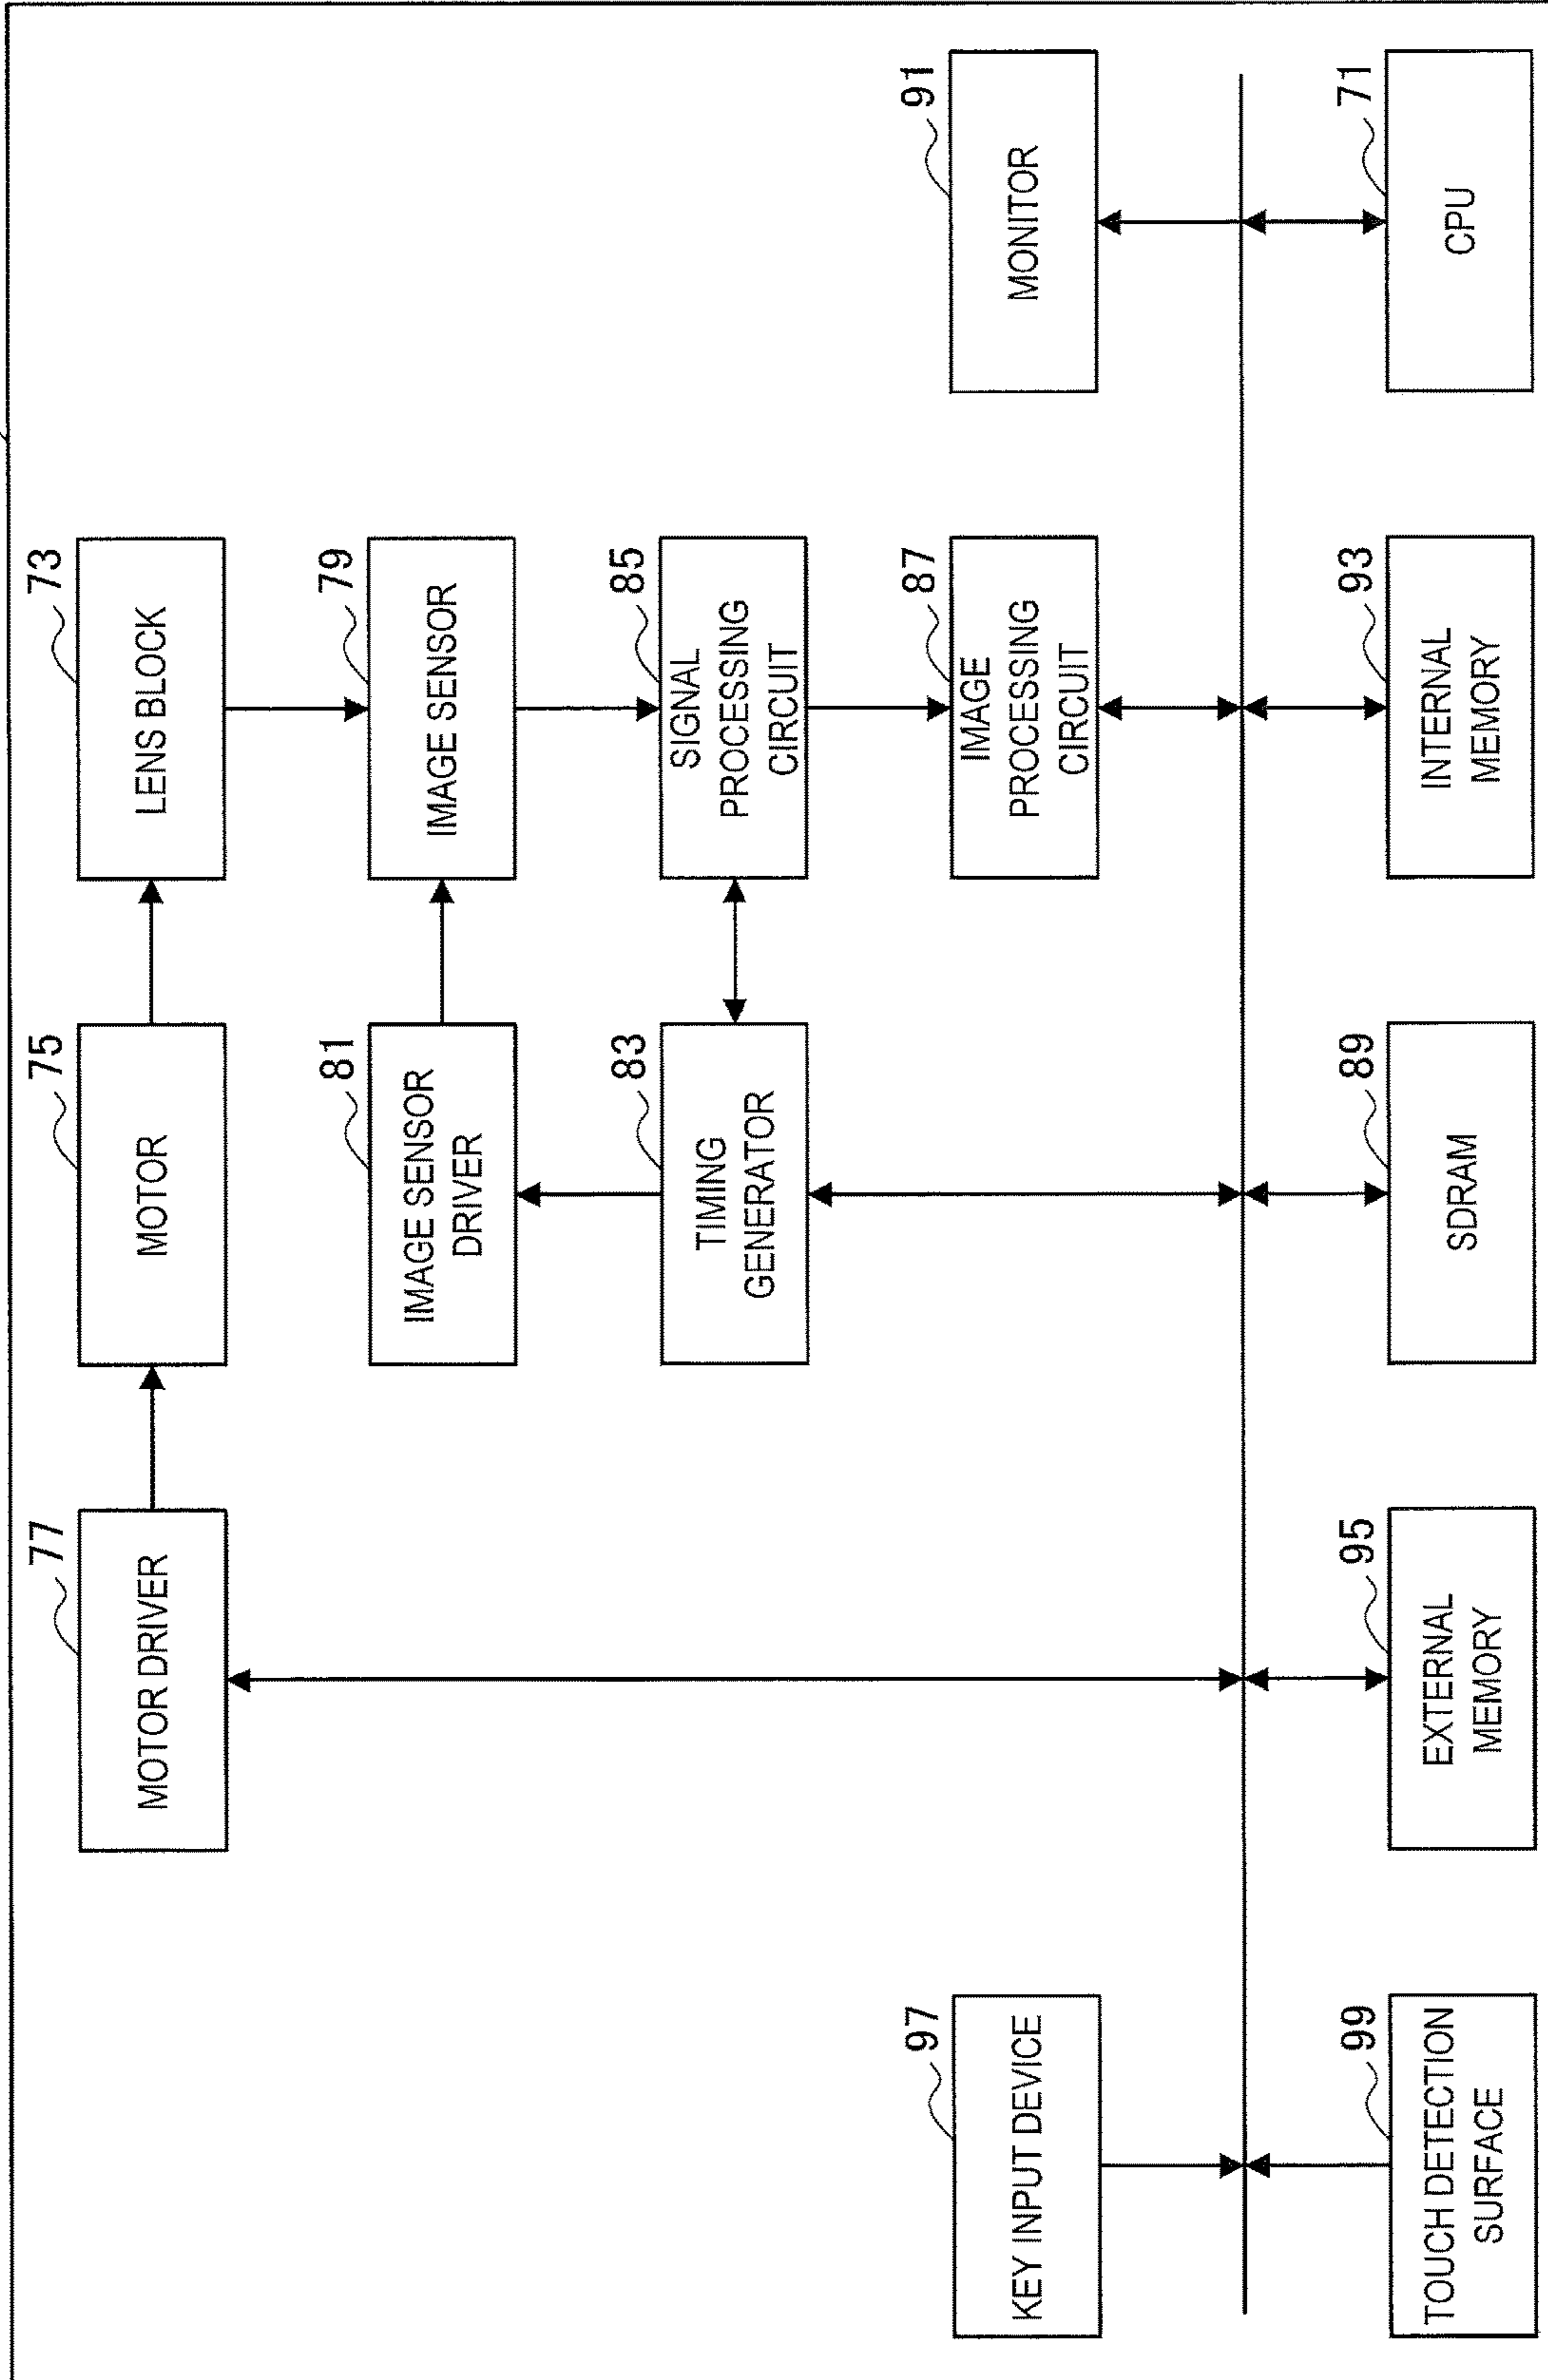 77
MOTOR DRIVER
75
MOTOR
73
LENS BLOCK
81
IMAGE SENSOR
DRIVER
79
IMAGE SENSOR
83
TIMING
GENERATOR
85
SIGNAL
PROCESSING
CIRCUIT
97
KEY INPUT DEVICE
87
IMAGE
PROCESSING
CIRCUIT
91
MONITOR
99
TOUCH DETECTION
SURFACE
95
EXTERNAL
MEMORY
89
SDRAM
93
INTERNAL
MEMORY
71
CPU